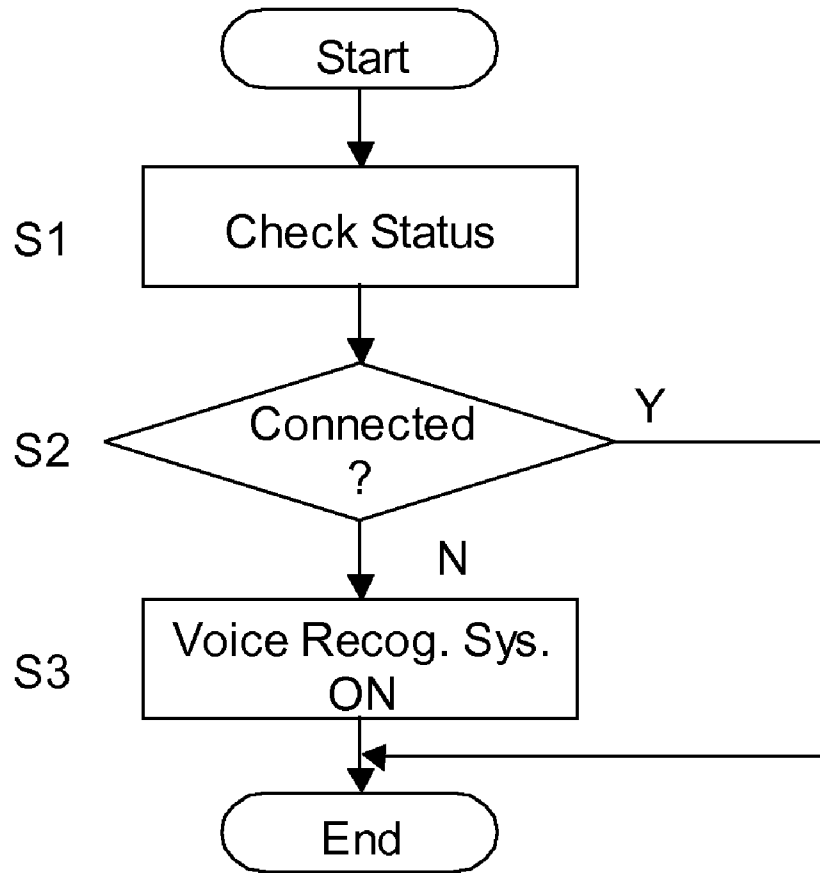 Start
S1
Check Status
S2
Connected
?
Y
N
S3
Voice Recog. Sys.
ON
End